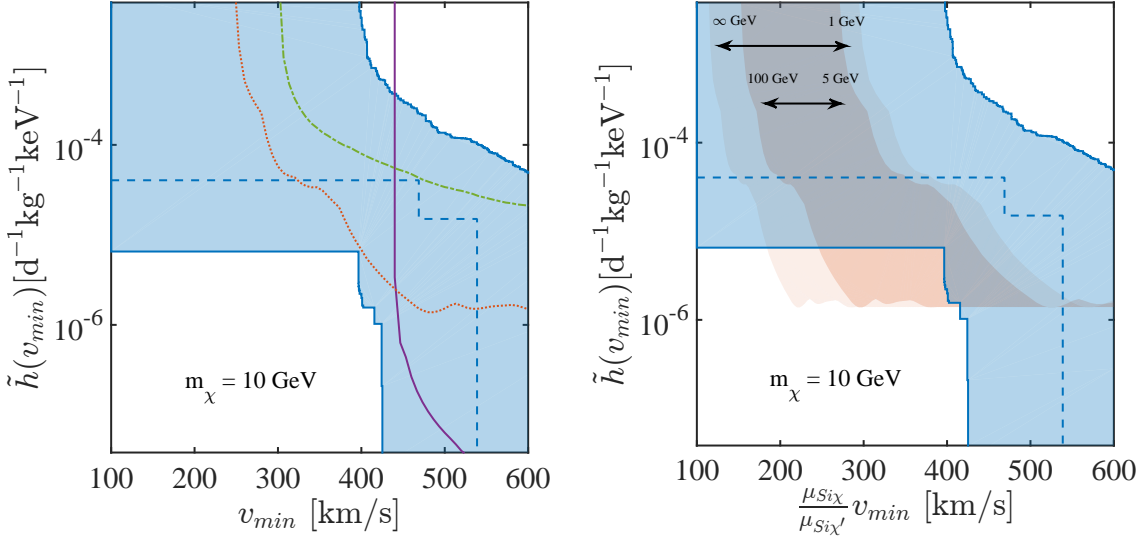 h̃(v_min)[d⁻¹kg⁻¹keV⁻¹]
10⁻⁴
10⁻⁶
m_χ = 10 GeV
100 200 300 400 500 600
v_min [km/s]
h̃(v_min)[d⁻¹kg⁻¹keV⁻¹]
∞ GeV 1 GeV
100 GeV 5 GeV
10⁻⁴
10⁻⁶
m_χ = 10 GeV
100 200 300 400 500 600
μ_Siχ/μ_Siχ′ v_min [km/s]